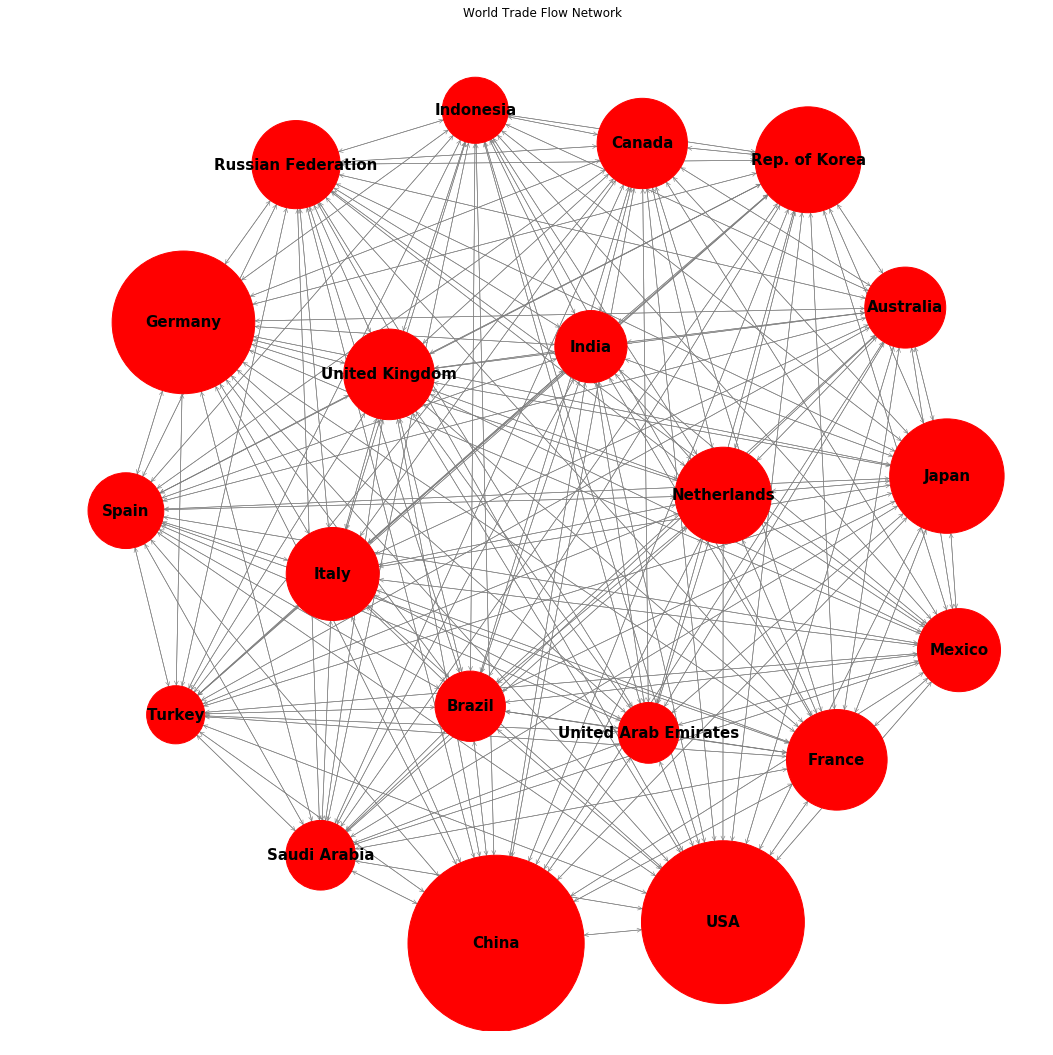 World Trade Flow Network
Indonesia
Canada
Rep. of Korea
Russian Federation
Australia
Germany
India
United Kingdom
Japan
Netherlands
Spain
Italy
Mexico
Brazil
Turkey
United Arab Emirates
France
Saudi Arabia
USA
China